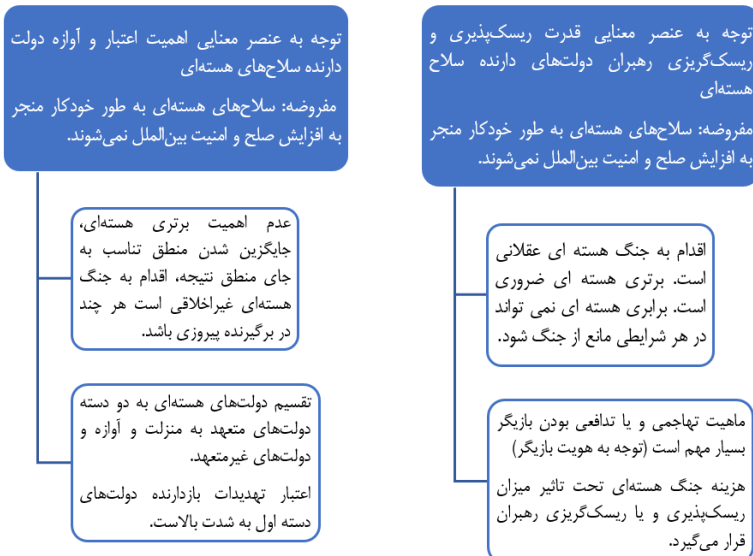 توجه به عنصر معنایی قدرت ریسک‌پذیری و
ریسک‌گریزی رهبران دولت‌های دارنده سلاح
هسته‌ای
مفروضه: سلاح‌های هسته‌ای به طور خودکار منجر
به افزایش صلح و امنیت بین‌الملل نمی‌شوند.
اقدام به جنگ هسته ای عقلانی
است. برتری هسته ای ضروری
است. برابری هسته ای نمی تواند
در هر شرایطی مانع از جنگ شود.
ماهیت تهاجمی و یا تدافعی بودن بازیگر
بسیار مهم است (توجه به هویت بازیگر)
هزینه جنگ هسته‌ای تحت تاثیر میزان
ریسک‌پذیری و یا ریسک‌گریزی رهبران
قرار می‌گیرد.
توجه به عنصر معنایی اهمیت اعتبار و آوازه دولت
دارنده سلاح‌های هسته‌ای
مفروضه: سلاح‌های هسته‌ای به طور خودکار منجر
به افزایش صلح و امنیت بین‌الملل نمی‌شوند.
عدم اهمیت برتری هسته‌ای،
جایگزین شدن منطق تناسب به
جای منطق نتیجه، اقدام به جنگ
هسته‌ای غیراخلاقی است هر چند
در برگیرنده پیروزی باشد.
تقسیم دولت‌های هسته‌ای به دو دسته
دولت‌های متعهد به منزلت و آوازه و
دولت‌های غیرمتعهد.
اعتبار تهدیدات بازدارنده دولت‌های
دسته اول به شدت بالاست.